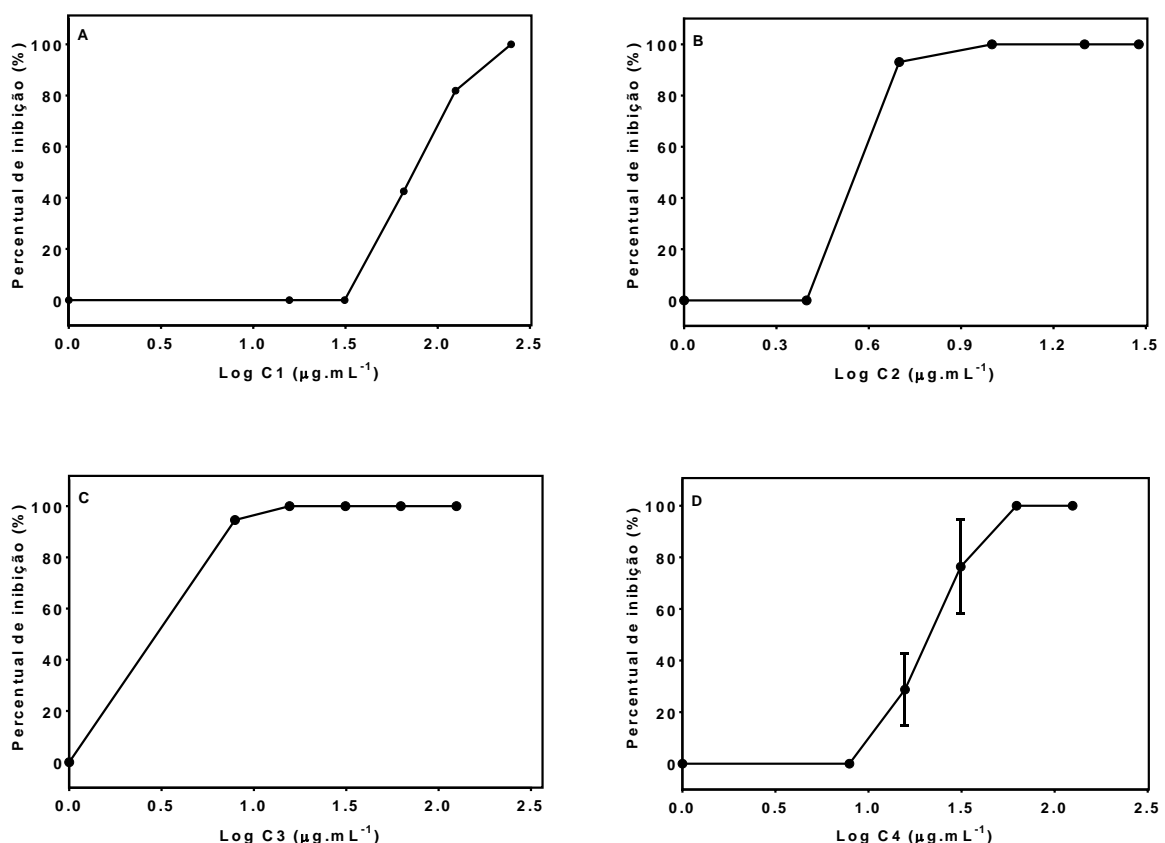 A
Percentual de inibição (%)
100
80
60
40
20
0
0.0 0.5 1.0 1.5 2.0 2.5
Log C1 (µg.mL⁻¹)
B
Percentual de inibição (%)
100
80
60
40
20
0
0.0 0.3 0.6 0.9 1.2 1.5
Log C2 (µg.mL⁻¹)
C
Percentual de inibição (%)
100
80
60
40
20
0
0.0 0.5 1.0 1.5 2.0 2.5
Log C3 (µg.mL⁻¹)
D
Percentual de inibição (%)
100
80
60
40
20
0
0.0 0.5 1.0 1.5 2.0 2.5
Log C4 (µg.mL⁻¹)